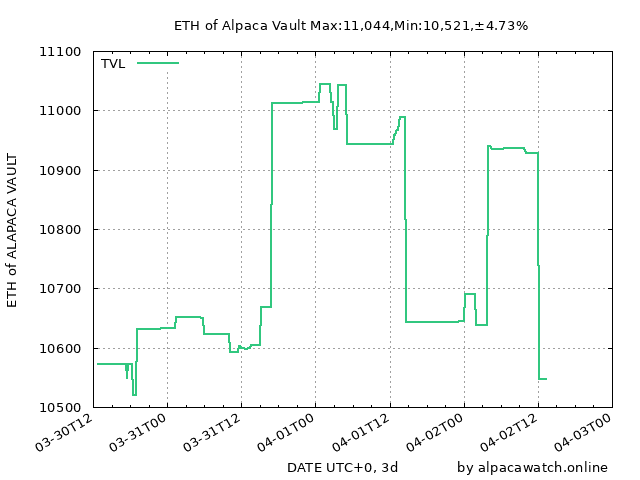 ETH of Alpaca Vault Max:11,044,Min:10,521,±4.73%
TVL
11100
11000
10900
10800
10700
10600
10500
ETH of ALAPACA VAULT
03-30T12
03-31T00
03-31T12
04-01T00
04-01T12
04-02T00
04-02T12
04-03T00
DATE UTC+0, 3d
by alpacawatch.online